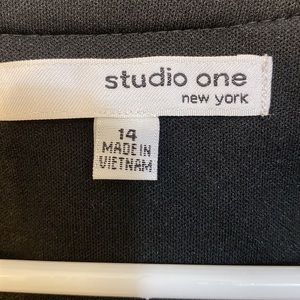 studio one
new york
14
MADE IN
VIETNAM